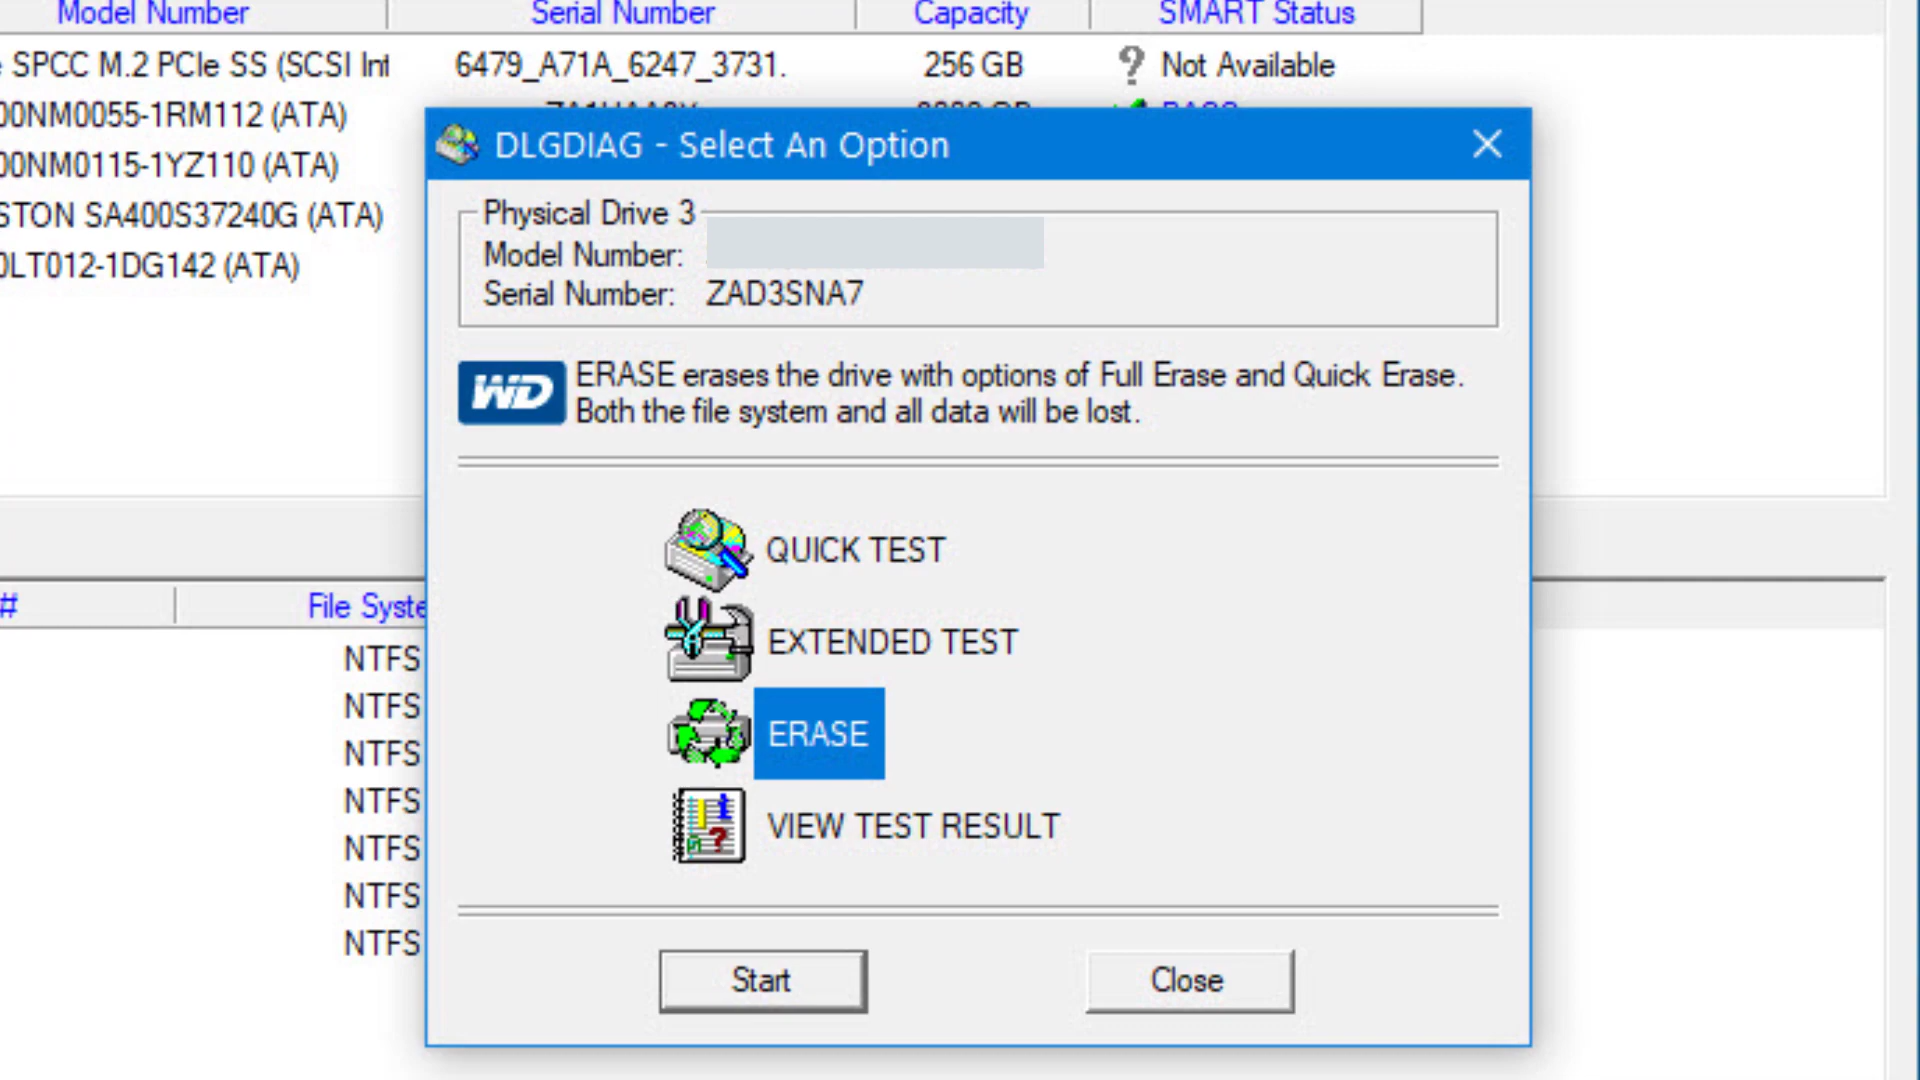 Model Number Serial Number Capacity SMART Status
SPCC M.2 PCIe SS (SCSI Int 6479_A71A_6247_3731. 256 GB Not Available
00NM0055-1RM112 (ATA)
00NM0115-1YZ110 (ATA)
STON SA400S37240G (ATA)
0LT012-1DG142 (ATA)
DLGDIAG - Select An Option
Physical Drive 3
Model Number:
Serial Number: ZAD3SNA7
WD ERASE erases the drive with options of Full Erase and Quick Erase.
Both the file system and all data will be lost.
QUICK TEST
EXTENDED TEST
ERASE
VIEW TEST RESULT
Start Close
# File Syste
NTFS
NTFS
NTFS
NTFS
NTFS
NTFS
NTFS